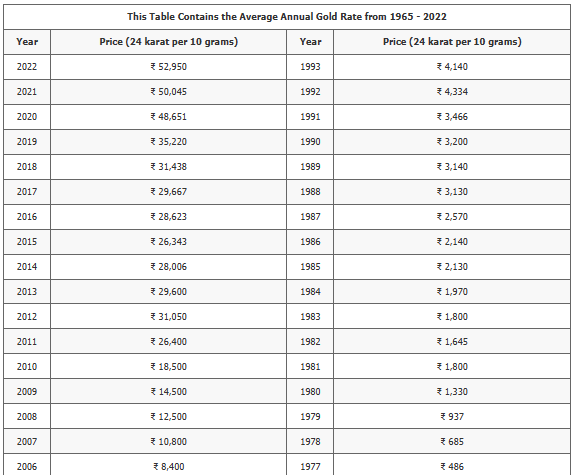 This Table Contains the Average Annual Gold Rate from 1965 - 2022
Year Price (24 karat per 10 grams) Year Price (24 karat per 10 grams)
2022 ₹ 52,950 1993 ₹ 4,140
2021 ₹ 50,045 1992 ₹ 4,334
2020 ₹ 48,651 1991 ₹ 3,466
2019 ₹ 35,220 1990 ₹ 3,200
2018 ₹ 31,438 1989 ₹ 3,140
2017 ₹ 29,667 1988 ₹ 3,130
2016 ₹ 28,623 1987 ₹ 2,570
2015 ₹ 26,343 1986 ₹ 2,140
2014 ₹ 28,006 1985 ₹ 2,130
2013 ₹ 29,600 1984 ₹ 1,970
2012 ₹ 31,050 1983 ₹ 1,800
2011 ₹ 26,400 1982 ₹ 1,645
2010 ₹ 18,500 1981 ₹ 1,800
2009 ₹ 14,500 1980 ₹ 1,330
2008 ₹ 12,500 1979 ₹ 937
2007 ₹ 10,800 1978 ₹ 685
2006 ₹ 8,400 1977 ₹ 486